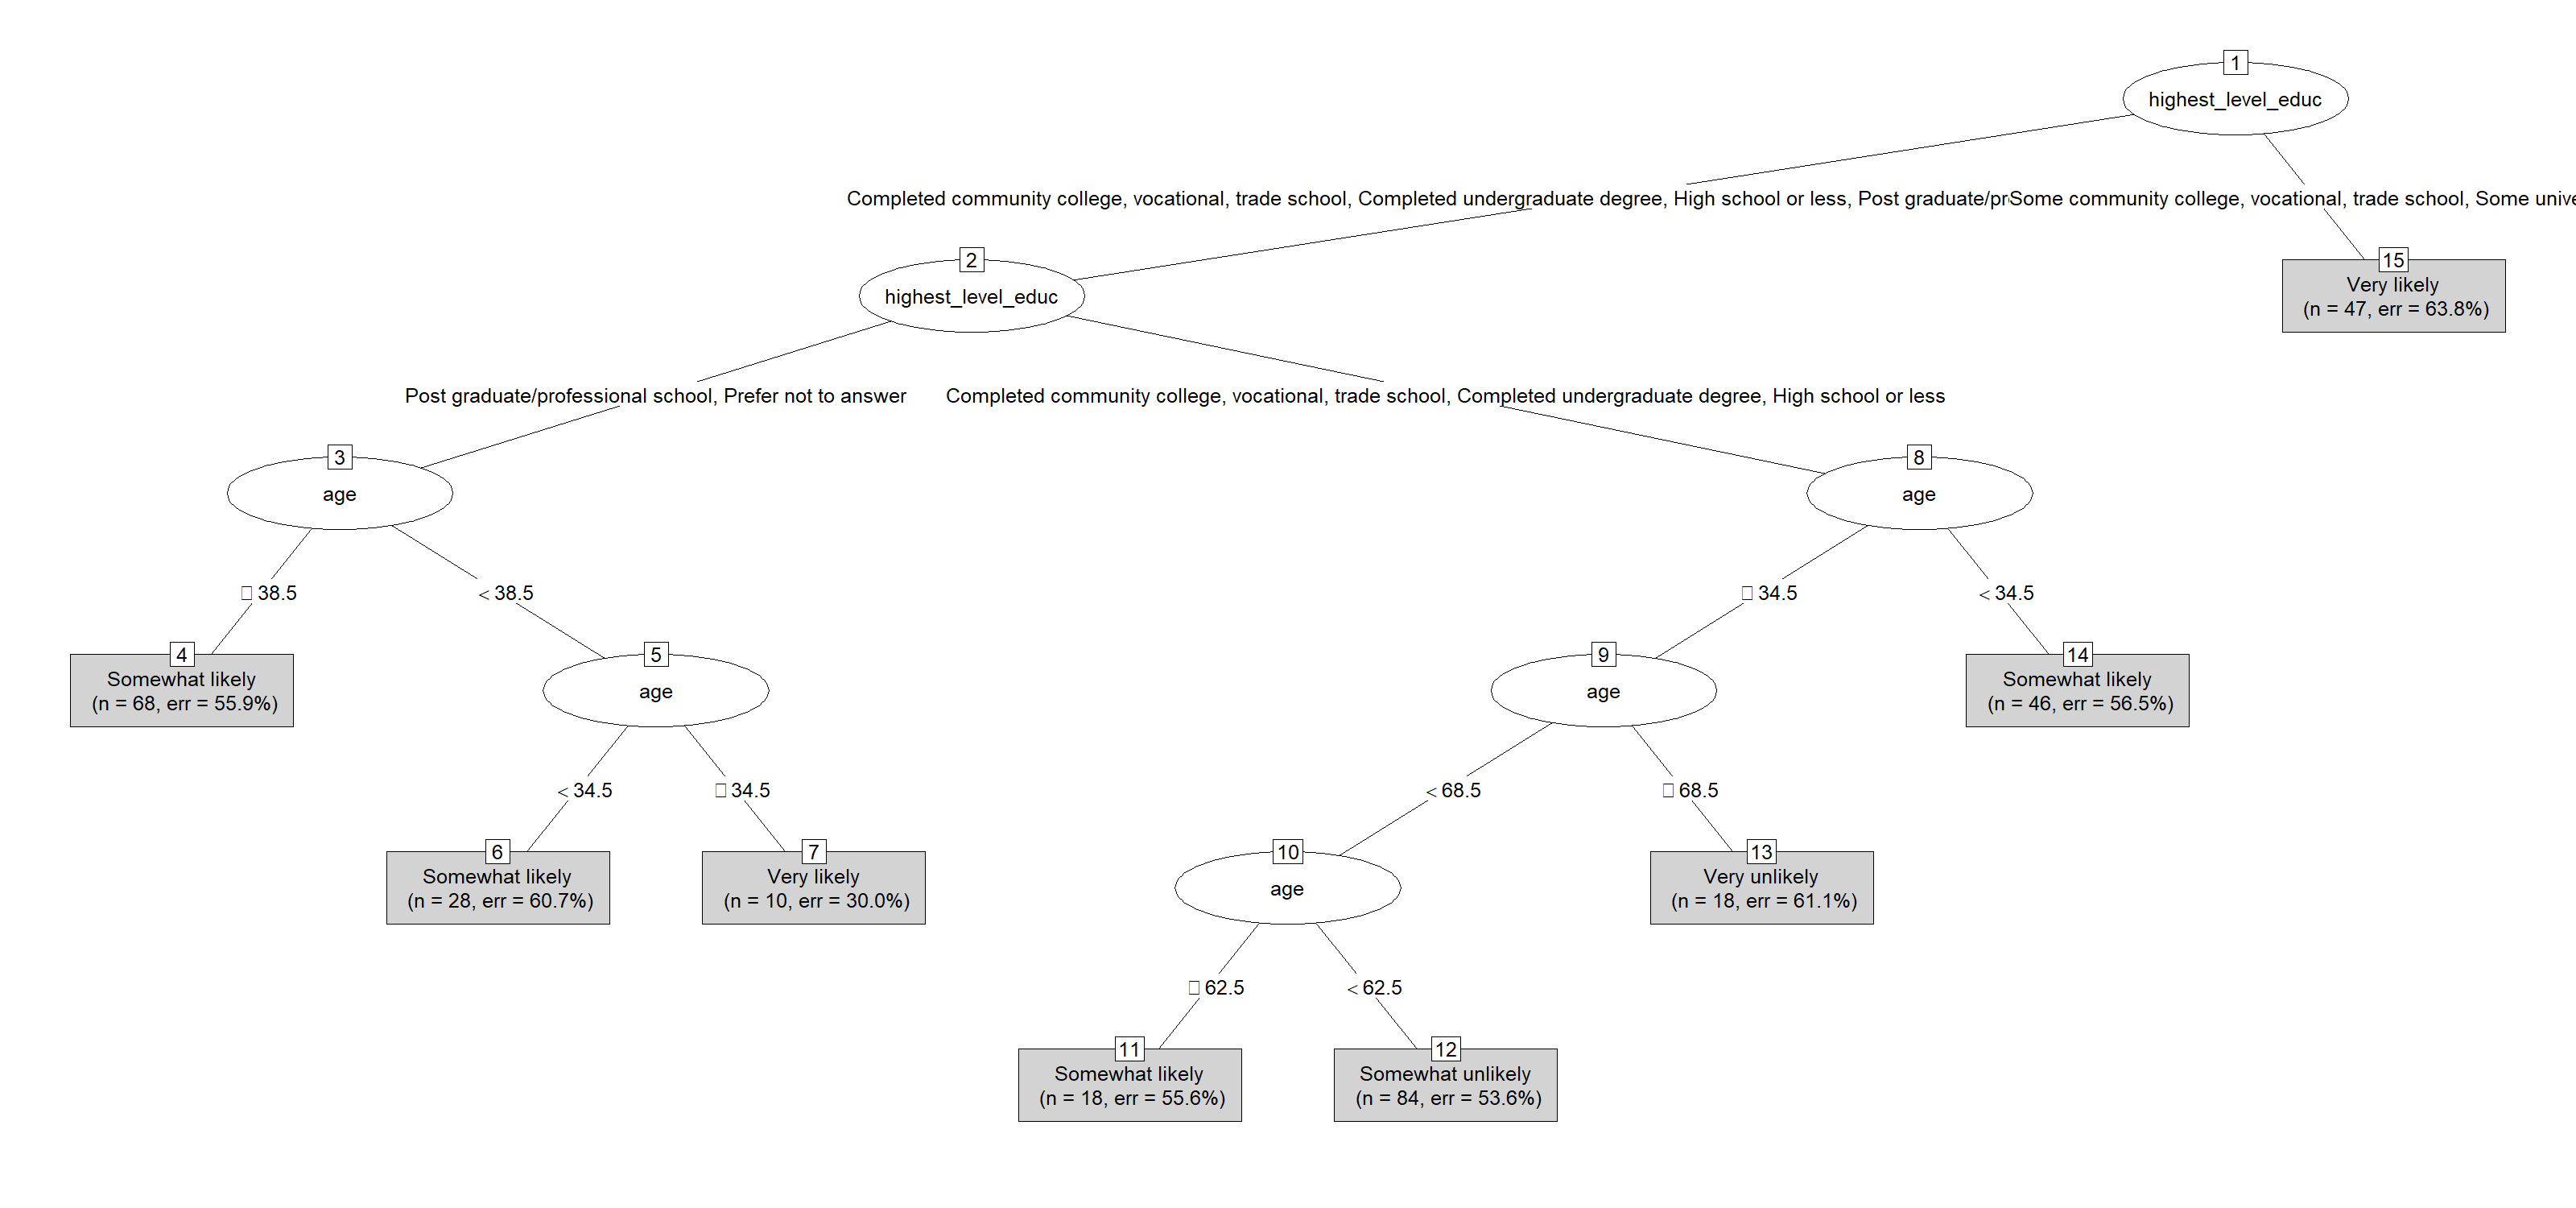 1
highest_level_educ
Completed community college, vocational, trade school, Completed undergraduate degree, High school or less, Post graduate/pr
Some community college, vocational, trade school, Some unive
2
highest_level_educ
15
Very likely
(n = 47, err = 63.8%)
Post graduate/professional school, Prefer not to answer
Completed community college, vocational, trade school, Completed undergraduate degree, High school or less
3
age
8
age
□ 38.5
< 38.5
□ 34.5
< 34.5
4
Somewhat likely
(n = 68, err = 55.9%)
5
age
9
age
14
Somewhat likely
(n = 46, err = 56.5%)
< 34.5
□ 34.5
< 68.5
□ 68.5
6
Somewhat likely
(n = 28, err = 60.7%)
7
Very likely
(n = 10, err = 30.0%)
10
age
13
Very unlikely
(n = 18, err = 61.1%)
□ 62.5
< 62.5
11
Somewhat likely
(n = 18, err = 55.6%)
12
Somewhat unlikely
(n = 84, err = 53.6%)